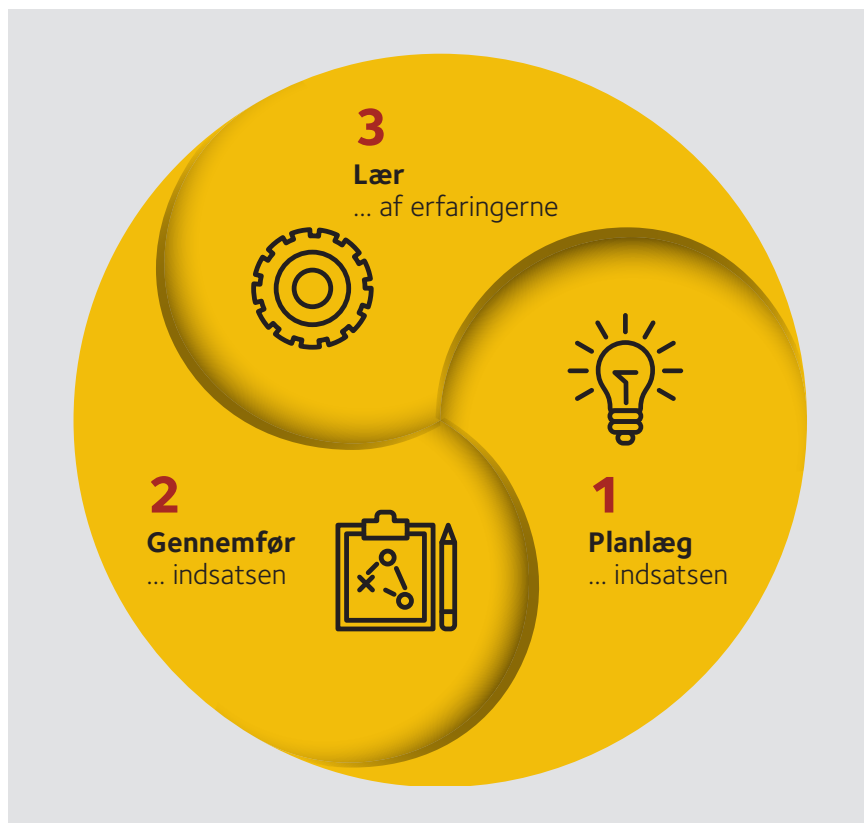 3
Lær
... af erfaringerne
2
Gennemfør
... indsatsen
1
Planlæg
... indsatsen